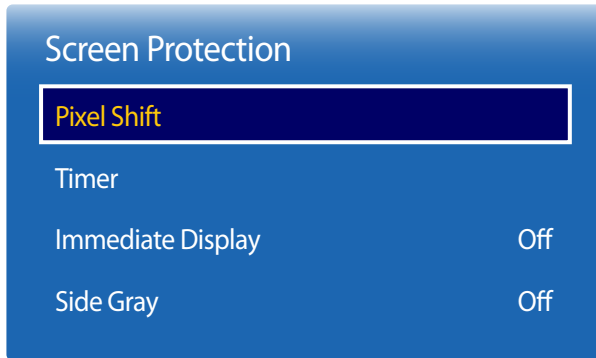 Screen Protection
Pixel Shift
Timer
Immediate Display Off
Side Gray Off